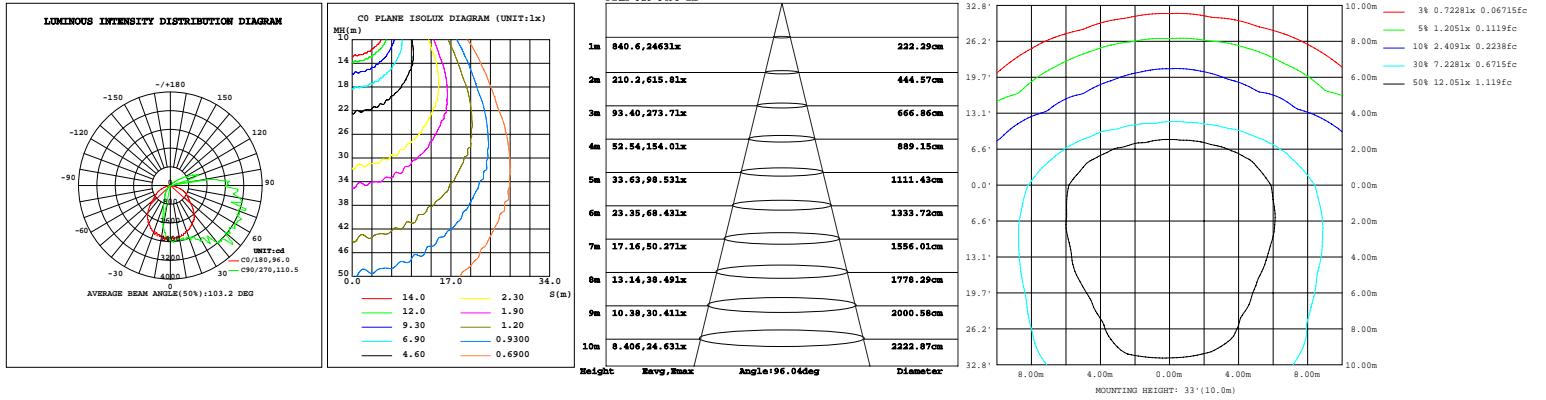 LUMINOUS INTENSITY DISTRIBUTION DIAGRAM
-/+180
-150
150
-120
120
-90
90
-60
60
-30
30
0
0
800
3200
4000
UNIT:cd
C0/180,96.0
C90/270,110.5
AVERAGE BEAM ANGLE(50%):103.2 DEG
C0 PLANE ISOLUX DIAGRAM (UNIT:lx)
MH(m)
10
14
18
22
26
30
34
38
42
46
50
0.0
17.0
34.0
S(m)
14.0
2.30
12.0
1.90
9.30
1.20
6.90
0.9300
4.60
0.6900
1m 840.6,2463lx 222.29cm
2m 210.2,615.8lx 444.57cm
3m 93.40,273.7lx 666.86cm
4m 52.54,154.0lx 889.15cm
5m 33.63,98.53lx 1111.43cm
6m 23.35,68.43lx 1333.72cm
7m 17.16,50.27lx 1556.01cm
8m 13.14,38.49lx 1778.29cm
9m 10.38,30.41lx 2000.58cm
10m 8.406,24.63lx 2222.87cm
Height Eavg,Emax Angle:96.04deg Diameter
32.8' 10.00m
26.2' 8.00m
19.7' 6.00m
13.1' 4.00m
6.6' 2.00m
0.0' 0.00m
6.6' 2.00m
13.1' 4.00m
19.7' 6.00m
26.2' 8.00m
32.8' 10.00m
8.00m 4.00m 0.00m 4.00m 8.00m
MOUNTING HEIGHT: 33'(10.0m)
3% 0.7228lx 0.06715fc
5% 1.205lx 0.1119fc
10% 2.409lx 0.2238fc
30% 7.228lx 0.6715fc
50% 12.05lx 1.119fc